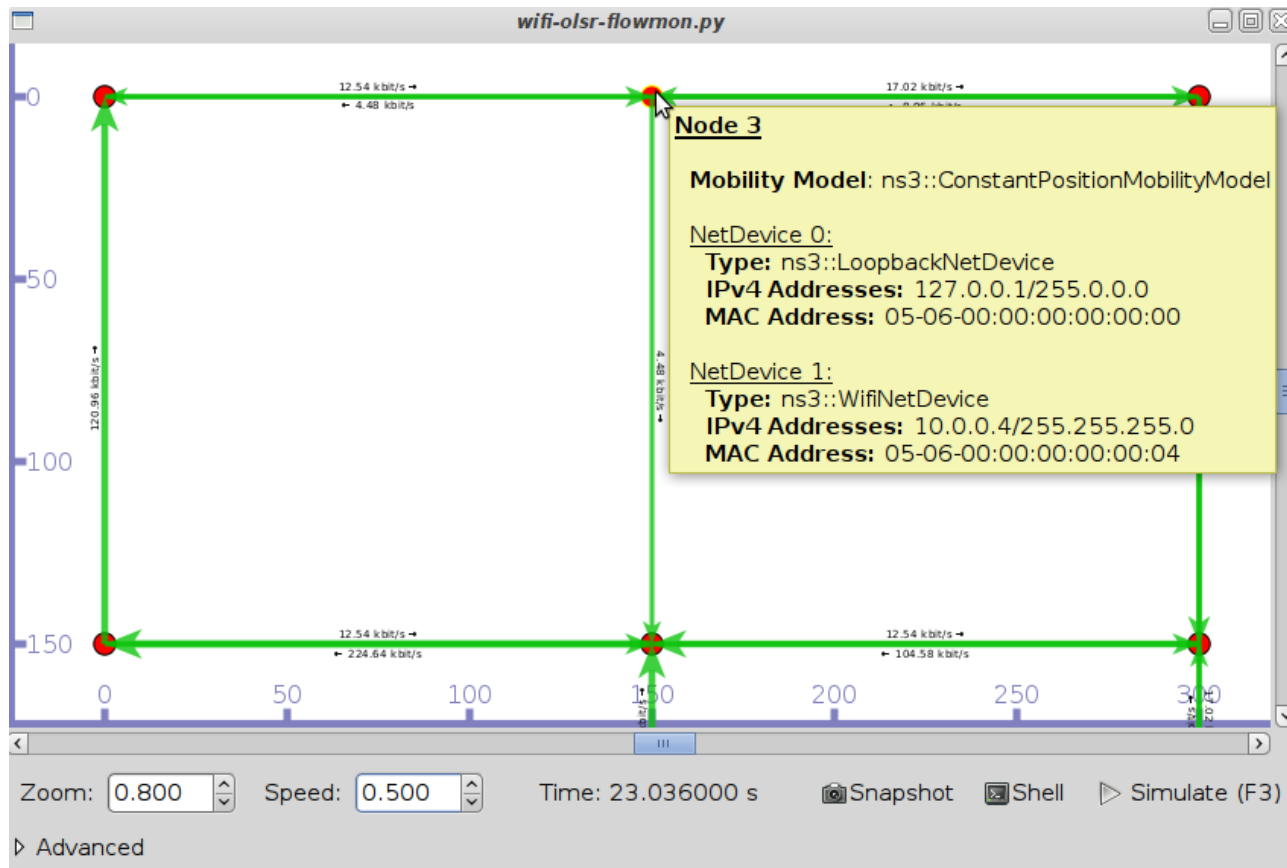 wifi-olsr-flowmon.py
12.54 kbit/s →
← 4.48 kbit/s
17.02 kbit/s →
0
Node 3
Mobility Model: ns3::ConstantPositionMobilityModel
NetDevice 0:
Type: ns3::LoopbackNetDevice
IPv4 Addresses: 127.0.0.1/255.0.0.0
MAC Address: 05-06-00:00:00:00:00:00
50
120.96 kbit/s →
4.48 kbit/s →
NetDevice 1:
Type: ns3::WifiNetDevice
IPv4 Addresses: 10.0.0.4/255.255.255.0
MAC Address: 05-06-00:00:00:00:00:04
100
150
12.54 kbit/s →
← 224.64 kbit/s
12.54 kbit/s →
← 104.58 kbit/s
0 50 100 150 200 250 300
Zoom: 0.800 Speed: 0.500 Time: 23.036000 s Snapshot Shell Simulate (F3)
Advanced